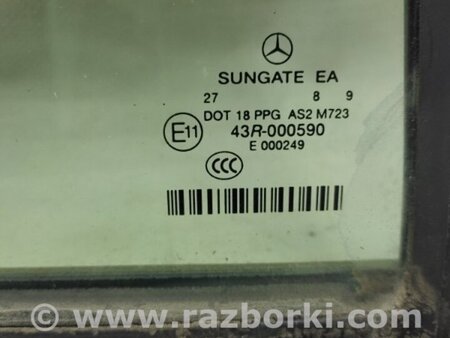 SUNGATE EA
27 8 9
DOT 18 PPG AS2 M723
E11 43R-000590
E 000249
CCC
© www.razborki.com